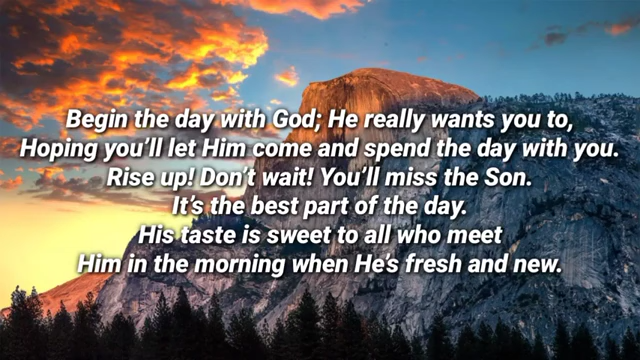 Begin the day with God; He really wants you to,
Hoping you’ll let Him come and spend the day with you.
Rise up! Don’t wait! You’ll miss the Son.
It’s the best part of the day.
His taste is sweet to all who meet
Him in the morning when He’s fresh and new.